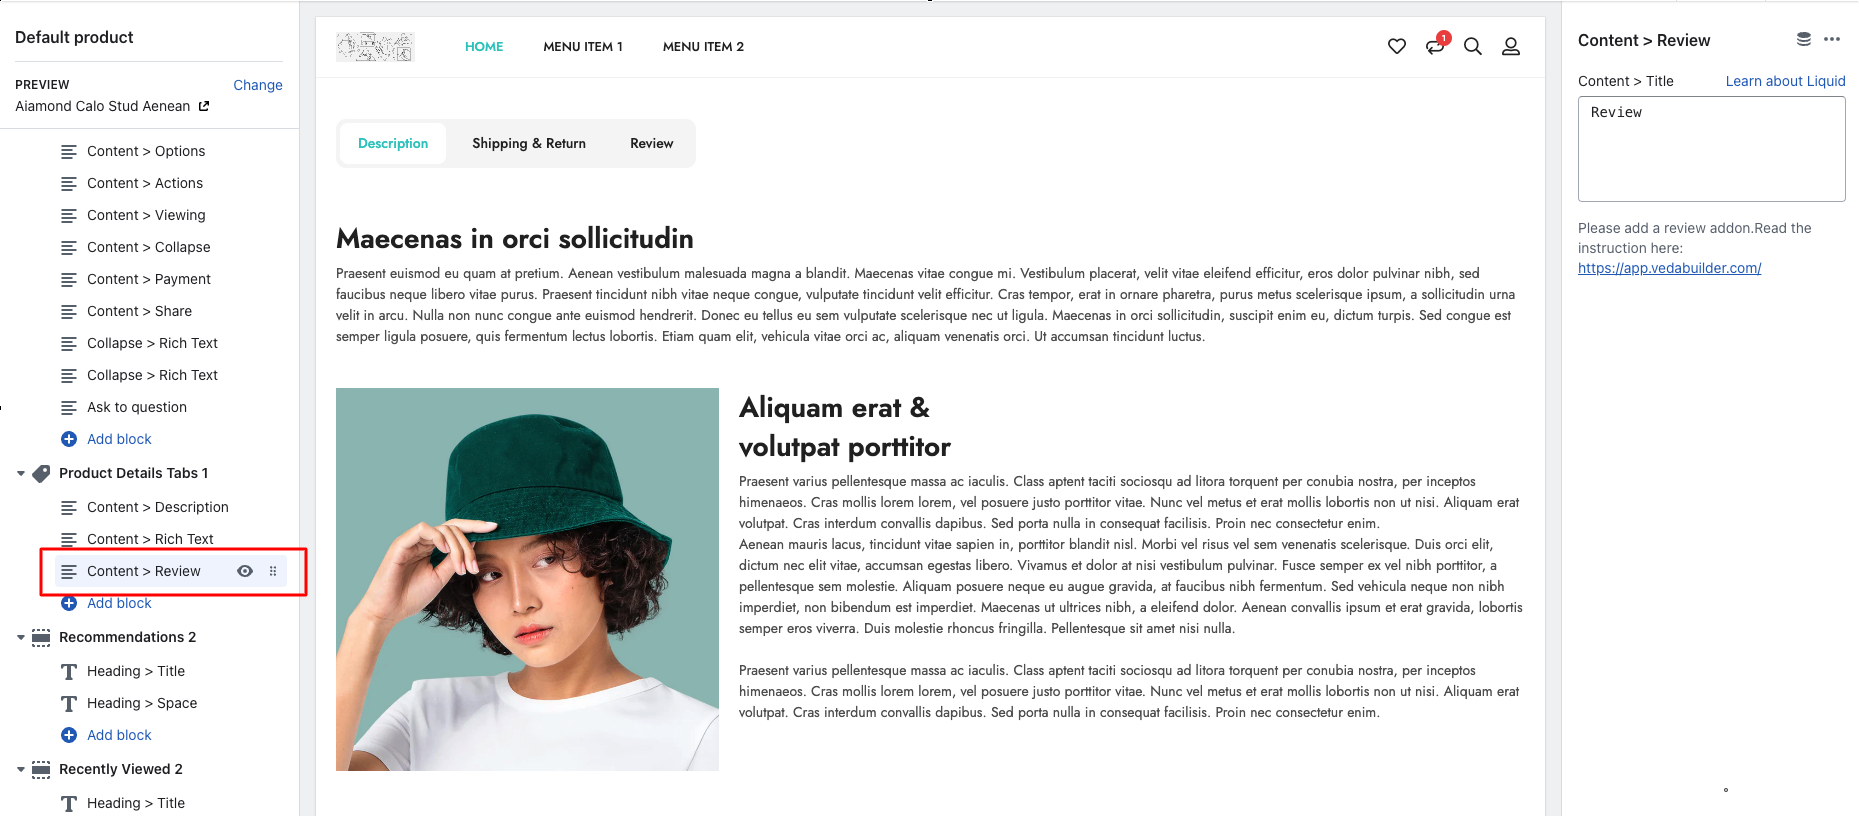 Default product
PREVIEW
Change
Aiamond Calo Stud Aenean
Content > Options
Content > Actions
Content > Viewing
Content > Collapse
Content > Payment
Content > Share
Collapse > Rich Text
Collapse > Rich Text
Ask to question
Add block
Product Details Tabs 1
Content > Description
Content > Rich Text
Content > Review
Add block
Recommendations 2
Heading > Title
Heading > Space
Add block
Recently Viewed 2
Heading > Title
HOME MENU ITEM 1 MENU ITEM 2
1
Description Shipping & Return Review
Maecenas in orci sollicitudin
Praesent euismod eu quam at pretium. Aenean vestibulum malesuada magna a blandit. Maecenas vitae congue mi. Vestibulum placerat, velit vitae eleifend efficitur, eros dolor pulvinar nibh, sed
faucibus neque libero vitae purus. Praesent tincidunt nibh vitae neque congue, vulputate tincidunt velit efficitur. Cras tempor, erat in ornare pharetra, purus metus scelerisque ipsum, a sollicitudin urna
velit in arcu. Nulla non nunc congue ante euismod hendrerit. Donec eu tellus eu sem vulputate scelerisque nec ut ligula. Maecenas in orci sollicitudin, suscipit enim eu, dictum turpis. Sed congue est
semper ligula posuere, quis fermentum lectus lobortis. Etiam quam elit, vehicula vitae orci ac, aliquam venenatis orci. Ut accumsan tincidunt luctus.
Aliquam erat &
volutpat porttitor
Praesent varius pellentesque massa ac iaculis. Class aptent taciti sociosqu ad litora torquent per conubia nostra, per inceptos
himenaeos. Cras mollis lorem lorem, vel posuere justo porttitor vitae. Nunc vel metus et erat mollis lobortis non ut nisi. Aliquam erat
volutpat. Cras interdum convallis dapibus. Sed porta nulla in consequat facilisis. Proin nec consectetur enim.
Aenean mauris lacus, tincidunt vitae sapien in, porttitor blandit nisl. Morbi vel risus vel sem venenatis scelerisque. Duis orci elit,
dictum nec elit vitae, accumsan egestas libero. Vivamus et dolor at nisi vestibulum pulvinar. Fusce semper ex vel nibh porttitor, a
pellentesque sem molestie. Aliquam posuere neque eu augue gravida, at faucibus nibh fermentum. Sed vehicula neque non nibh
imperdiet, non bibendum est imperdiet. Maecenas ut ultrices nibh, a eleifend dolor. Aenean convallis ipsum et erat gravida, lobortis
semper eros viverra. Duis molestie rhoncus fringilla. Pellentesque sit amet nisi nulla.
Praesent varius pellentesque massa ac iaculis. Class aptent taciti sociosqu ad litora torquent per conubia nostra, per inceptos
himenaeos. Cras mollis lorem lorem, vel posuere justo porttitor vitae. Nunc vel metus et erat mollis lobortis non ut nisi. Aliquam erat
volutpat. Cras interdum convallis dapibus. Sed porta nulla in consequat facilisis. Proin nec consectetur enim.
Content > Review
Content > Title
Learn about Liquid
Review
Please add a review addon.Read the
instruction here:
https://app.vedabuilder.com/